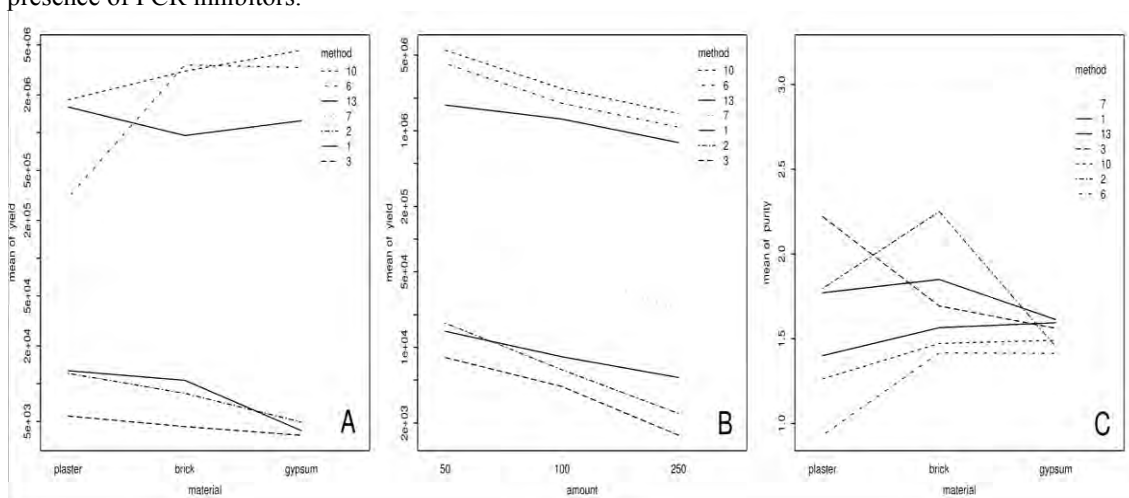 presence of PCR inhibitors.
method
10
6
13
7
2
1
3
5e+06
2e+06
5e+05
2e+05
5e+04
2e+04
5e+03
mean of yield
plaster brick gypsum
material
A
method
10
6
13
7
1
2
3
5e+06
1e+06
2e+05
5e+04
1e+04
2e+03
mean of yield
50 100 250
amount
B
method
7
1
13
3
10
2
6
3.0
2.5
2.0
1.5
1.0
mean of purity
plaster brick gypsum
material
C